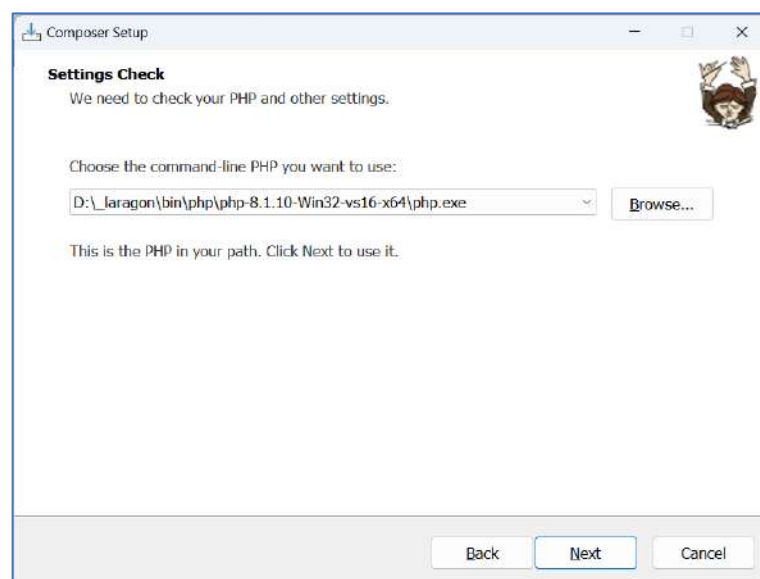 Composer Setup
Settings Check
We need to check your PHP and other settings.
Choose the command-line PHP you want to use:
D:\_laragon\bin\php\php-8.1.10-Win32-vs16-x64\php.exe
Browse...
This is the PHP in your path. Click Next to use it.
Back
Next
Cancel